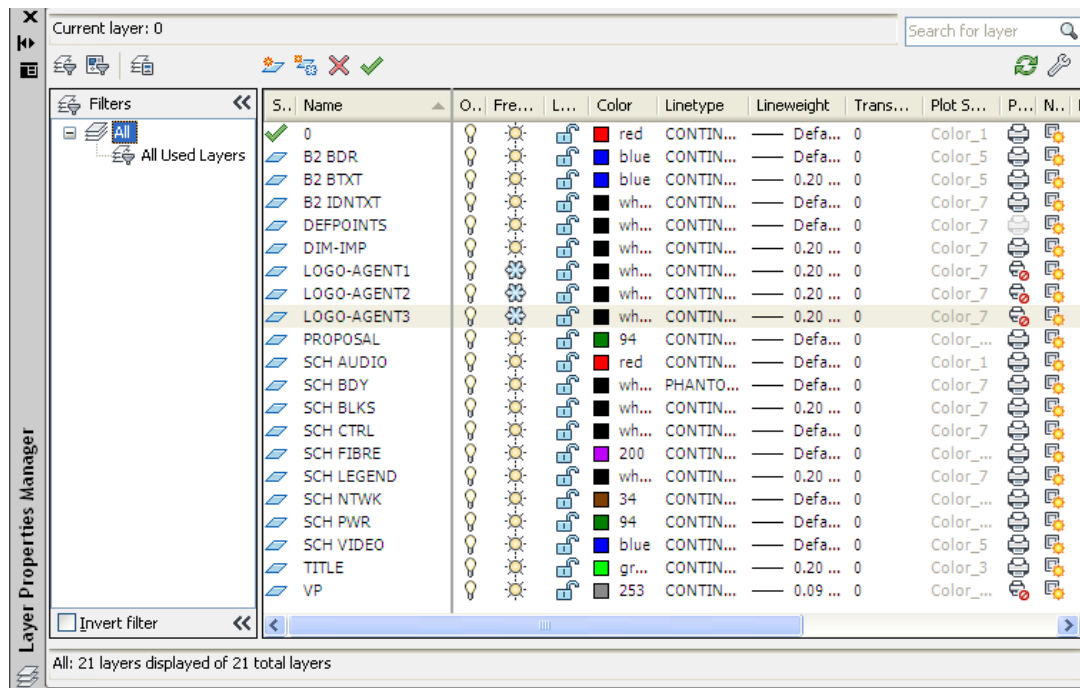 Current layer: 0
Search for layer
Filters
All
All Used Layers
Invert filter
S.. Name O.. Fre... L... Color Linetype Lineweight Trans... Plot S... P... N..
0 red CONTIN... Defa... 0 Color_1
B2 BDR blue CONTIN... Defa... 0 Color_5
B2 BTXT blue CONTIN... 0.20 ... 0 Color_5
B2 IDNTXT wh... CONTIN... Defa... 0 Color_7
DEFPOINTS wh... CONTIN... Defa... 0 Color_7
DIM-IMP wh... CONTIN... 0.20 ... 0 Color_7
LOGO-AGENT1 wh... CONTIN... 0.20 ... 0 Color_7
LOGO-AGENT2 wh... CONTIN... 0.20 ... 0 Color_7
LOGO-AGENT3 wh... CONTIN... 0.20 ... 0 Color_7
PROPOSAL 94 CONTIN... Defa... 0 Color_...
SCH AUDIO red CONTIN... Defa... 0 Color_1
SCH BDY wh... PHANTO... Defa... 0 Color_7
SCH BLKS wh... CONTIN... 0.20 ... 0 Color_7
SCH CTRL wh... CONTIN... Defa... 0 Color_7
SCH FIBRE 200 CONTIN... Defa... 0 Color_...
SCH LEGEND wh... CONTIN... 0.20 ... 0 Color_7
SCH NTWK 34 CONTIN... Defa... 0 Color_...
SCH PWR 94 CONTIN... Defa... 0 Color_...
SCH VIDEO blue CONTIN... Defa... 0 Color_5
TITLE gr... CONTIN... 0.20 ... 0 Color_3
VP 253 CONTIN... 0.09 ... 0 Color_...
All: 21 layers displayed of 21 total layers
Layer Properties Manager